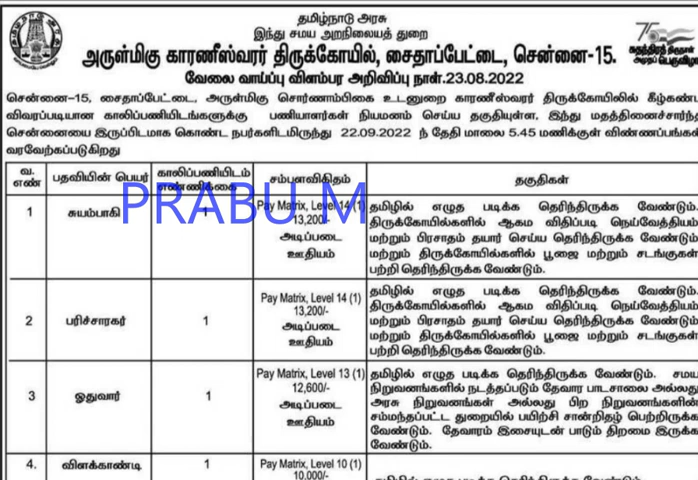 தமிழ்நாடு அரசு
இந்து சமய அறநிலையத் துறை
அருள்மிகு காரணீஸ்வரர் திருக்கோயில், சைதாப்பேட்டை, சென்னை-15.
75
சுதந்திரத் திருநாள்
அமுதப் பெருவிழா
வேலை வாய்ப்பு விளம்பர அறிவிப்பு நாள்.23.08.2022
சென்னை-15, சைதாப்பேட்டை, அருள்மிகு சொர்ணாம்பிகை உடனுறை காரணீஸ்வரர் திருக்கோயிலில் கீழ்கண்ட
விவரப்படியான காலிப்பணியிடங்களுக்கு பணியாளர்கள் நியமனம் செய்ய தகுதியுள்ள, இந்து மதத்தினைச்சார்ந்த
சென்னையை இருப்பிடமாக கொண்ட நபர்களிடமிருந்து 22.09.2022 ந் தேதி மாலை 5.45 மணிக்குள் விண்ணப்பங்கள்
வரவேற்கப்படுகிறது
வ. எண் பதவியின் பெயர் காலிப்பணியிடம் எண்ணிக்கை சம்பளவிகிதம் தகுதிகள்
PRABU M
1 சுயம்பாகி 1 Pay Matrix, Level 14 (1) 13,200/- அடிப்படை ஊதியம்
தமிழில் எழுத படிக்க தெரிந்திருக்க வேண்டும்.
திருக்கோயில்களில் ஆகம விதிப்படி நெய்வேத்தியம்
மற்றும் பிரசாதம் தயார் செய்ய தெரிந்திருக்க வேண்டும்
மற்றும் திருக்கோயில்களில் பூஜை மற்றும் சடங்குகள்
பற்றி தெரிந்திருக்க வேண்டும்.
2 பரிச்சாரகர் 1 Pay Matrix, Level 14 (1) 13,200/- அடிப்படை ஊதியம்
தமிழில் எழுத படிக்க தெரிந்திருக்க வேண்டும்.
திருக்கோயில்களில் ஆகம விதிப்படி நெய்வேத்தியம்
மற்றும் பிரசாதம் தயார் செய்ய தெரிந்திருக்க வேண்டும்
மற்றும் திருக்கோயில்களில் பூஜை மற்றும் சடங்குகள்
பற்றி தெரிந்திருக்க வேண்டும்.
3 ஓதுவார் 1 Pay Matrix, Level 13 (1) 12,600/- அடிப்படை ஊதியம்
தமிழில் எழுத படிக்க தெரிந்திருக்க வேண்டும். சமய
நிறுவனங்களில் நடத்தப்படும் தேவார பாடசாலை அல்லது
அரசு நிறுவனங்கள் அல்லது பிற நிறுவனங்களின்
சம்மந்தப்பட்ட துறையில் பயிற்சி சான்றிதழ் பெற்றிருக்க
வேண்டும். தேவாரம் இசையுடன் பாடும் திறமை இருக்க
வேண்டும்.
4. விளக்காண்டி 1 Pay Matrix, Level 10 (1) 10,000/-